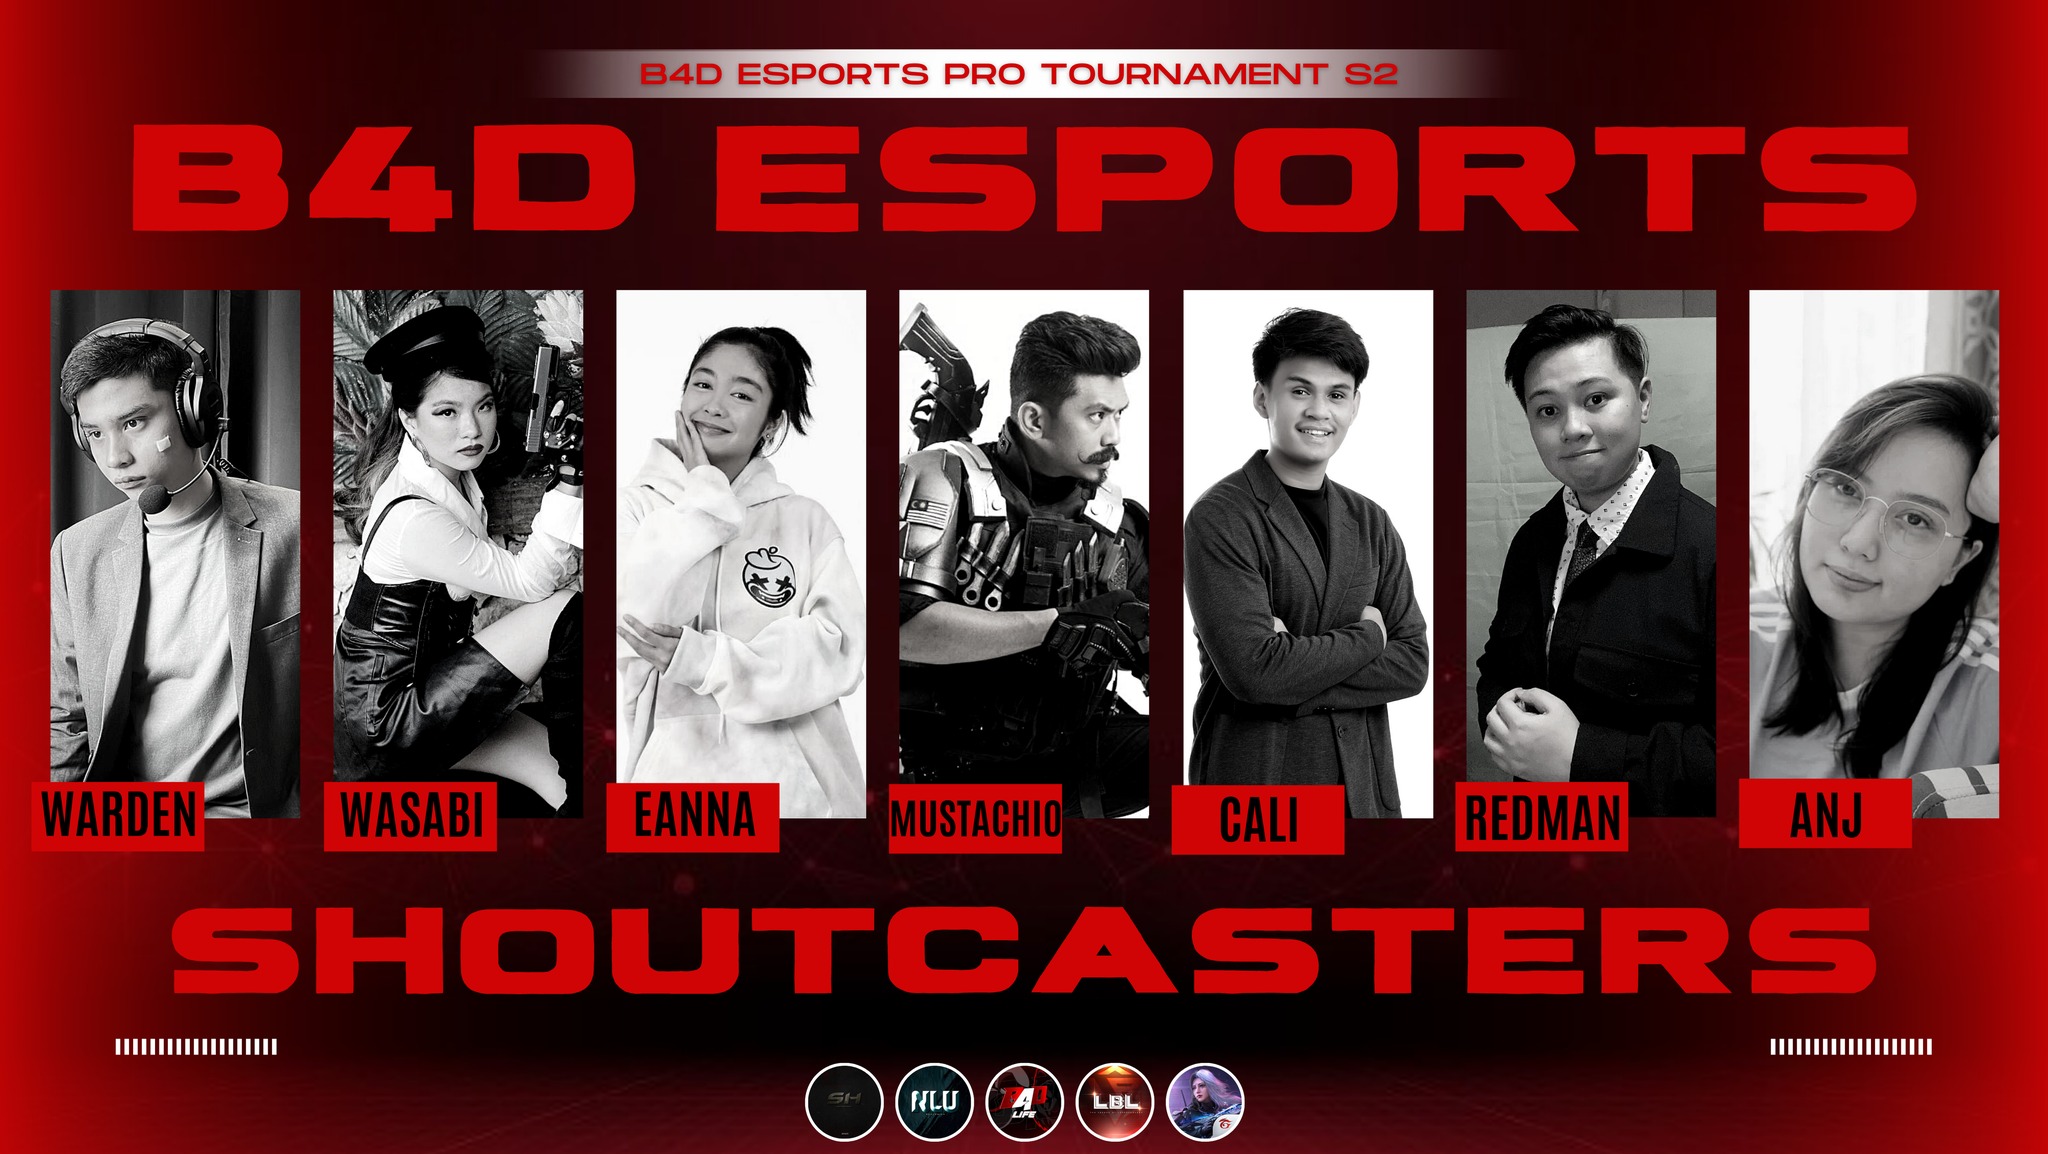 B4D ESPORTS PRO TOURNAMENT S2
B4D ESPORTS
WARDEN
WASABI
EANNA
MUSTACHIO
CALI
REDMAN
ANJ
SHOUTCASTERS
SH
NLU
B4D
LIFE
LBL